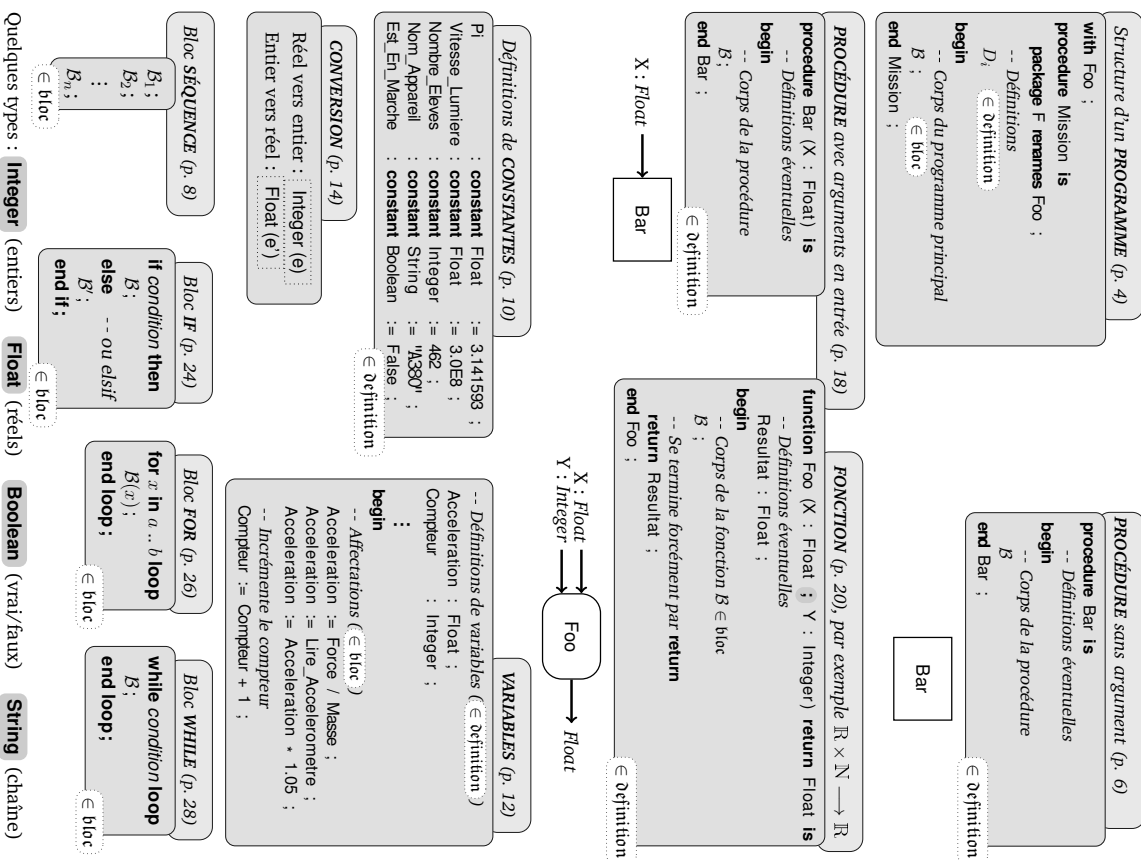 Structure d'un PROGRAMME (p. 4)
with Foo ;
procedure Mission is
package F renames Foo ;
-- Définitions
D_i ∈ definition
begin
-- Corps du programme principal
B ; ∈ bloc
end Mission ;
PROCÉDURE sans argument (p. 6)
procedure Bar is
-- Définitions éventuelles
begin
-- Corps de la procédure
B
end Bar ;
∈ definition
Bar
PROCÉDURE avec arguments en entrée (p. 18)
procedure Bar (X : Float) is
-- Définitions éventuelles
begin
-- Corps de la procédure
B ;
end Bar ;
∈ definition
X : Float
Bar
FONCTION (p. 20), par exemple ℝ × ℕ ⟶ ℝ
function Foo (X : Float ; Y : Integer) return Float is
-- Définitions éventuelles
Resultat : Float ;
begin
-- Corps de la fonction B ∈ bloc
B ;
-- Se termine forcément par return
return Resultat ;
end Foo ;
∈ definition
X : Float
Y : Integer
Foo
Float
Définitions de CONSTANTES (p. 10)
Pi : constant Float := 3.141593 ;
Vitesse_Lumiere : constant Float := 3.0E8 ;
Nombre_Eleves : constant Integer := 462 ;
Nom_Appareil : constant String := "A380" ;
Est_En_Marche : constant Boolean := False ;
∈ definition
VARIABLES (p. 12)
-- Définitions de variables ( ∈ definition )
Acceleration : Float ;
Compteur : Integer ;
⋮
begin
-- Affectations ( ∈ bloc )
Acceleration := Force / Masse ;
Acceleration := Lire_Accelerometre ;
Acceleration := Acceleration * 1.05 ;
-- Incrémente le compteur
Compteur := Compteur + 1 ;
CONVERSION (p. 14)
Réel vers entier : Integer (e)
Entier vers réel : Float (e')
Bloc SÉQUENCE (p. 8)
B₁ ;
B₂ ;
⋮
Bₙ ;
∈ bloc
Bloc IF (p. 24)
if condition then
B ;
else -- ou elsif
B' ;
end if ;
∈ bloc
Bloc FOR (p. 26)
for x in a .. b loop
B(x) ;
end loop ;
∈ bloc
Bloc WHILE (p. 28)
while condition loop
B ;
end loop ;
∈ bloc
Quelques types : Integer (entiers) Float (réels) Boolean (vrai/faux) String (chaîne)